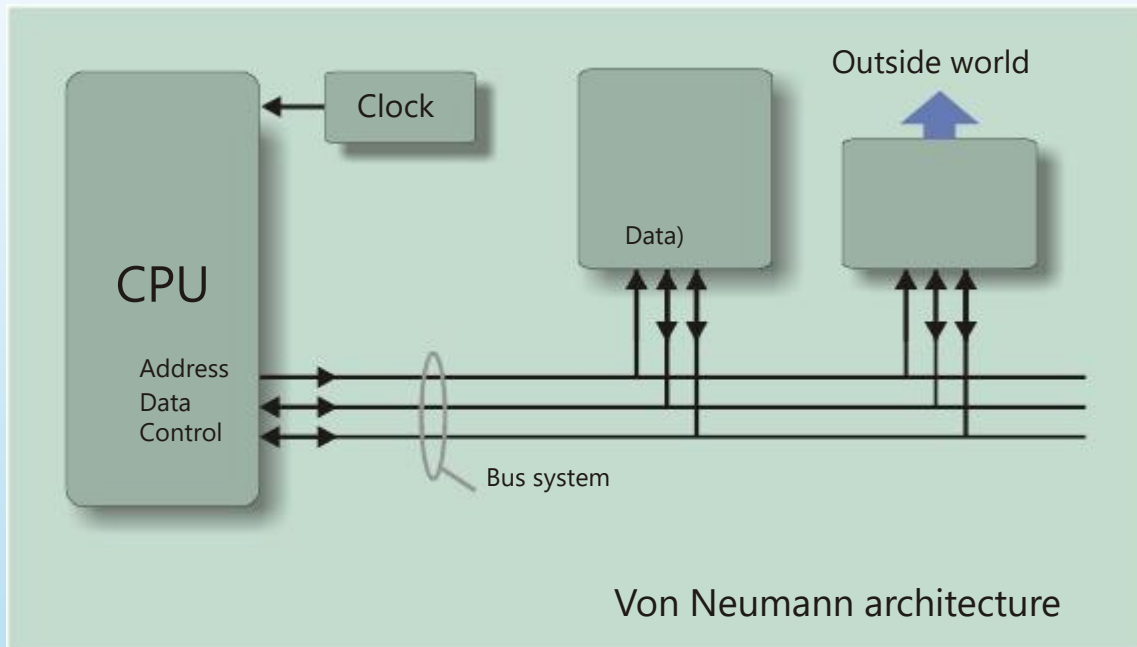 Outside world
Clock
Data)
CPU
Address
Data
Control
Bus system
Von Neumann architecture